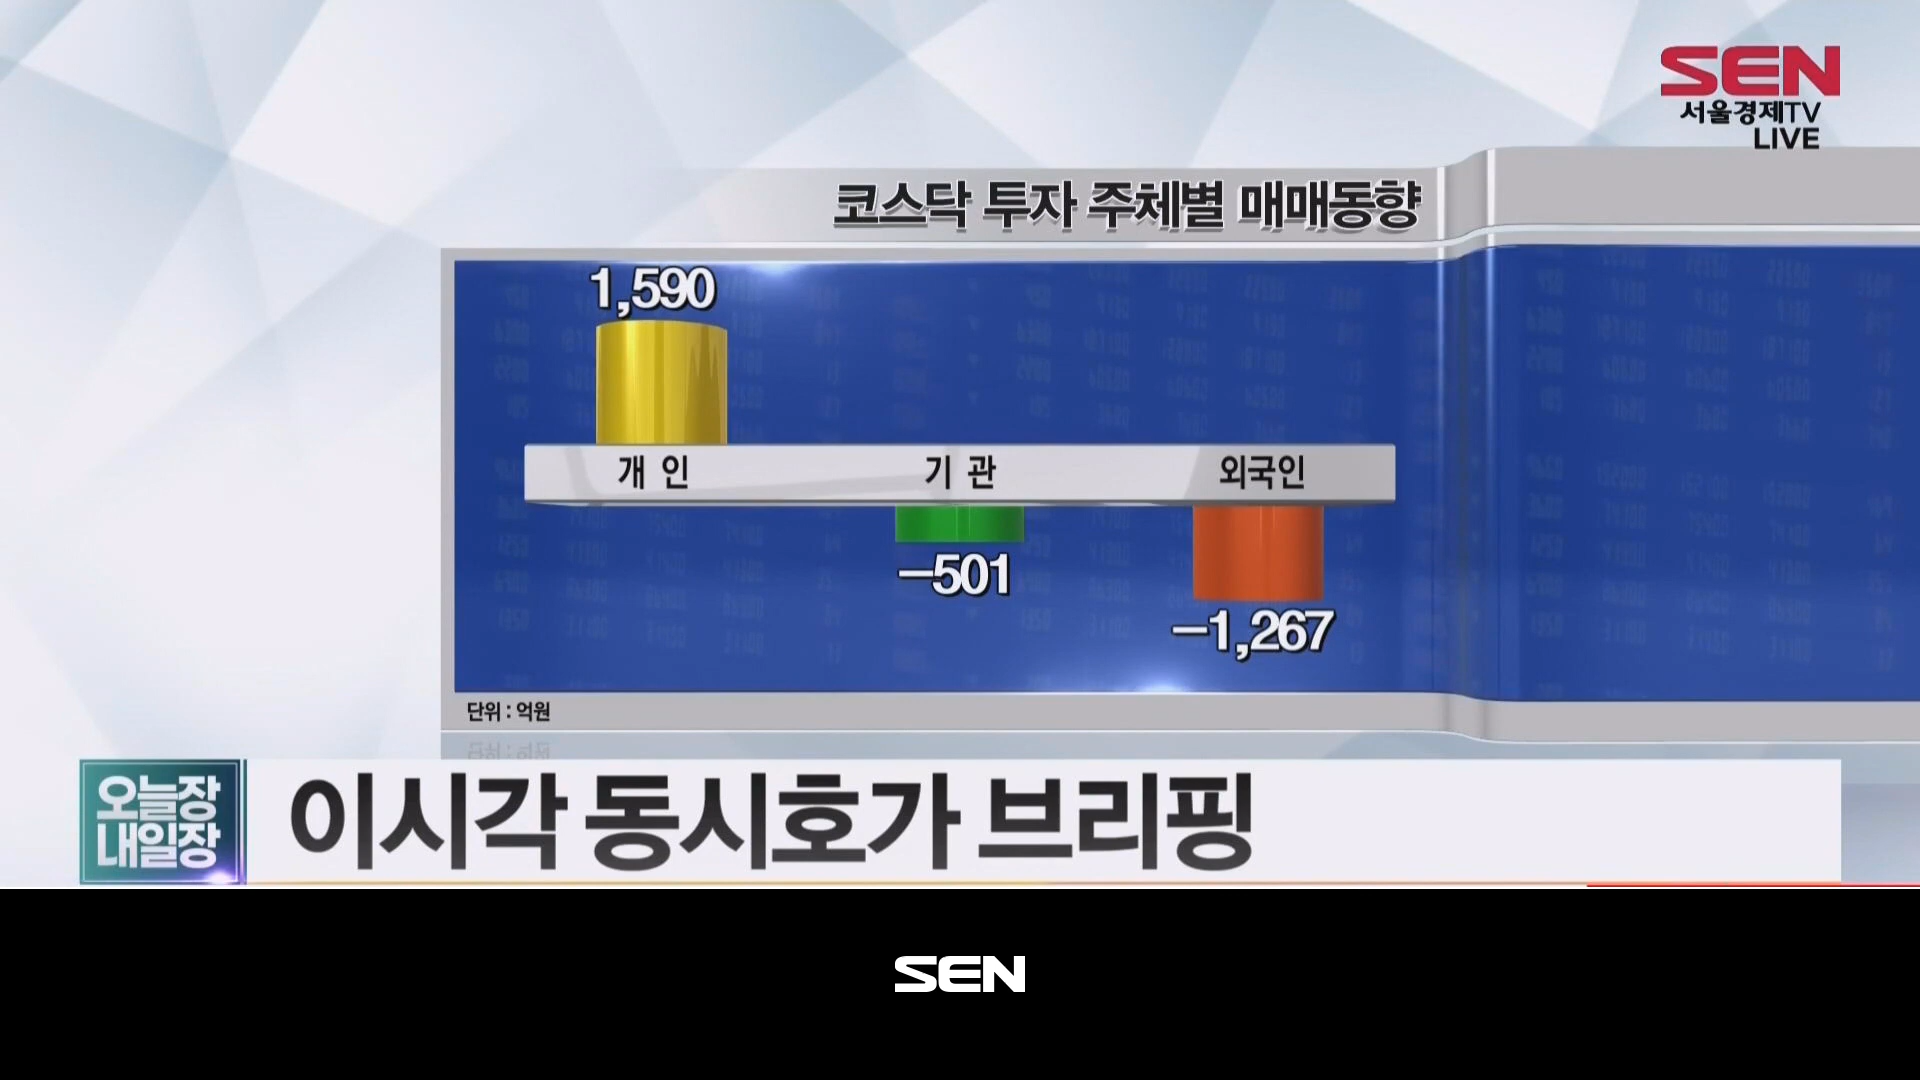 SEN
서울경제TV
LIVE
코스닥 투자 주체별 매매동향
1,590
개인 기관 외국인
-501
-1,267
단위 : 억원
오늘장
내일장
이시각 동시호가 브리핑
SEN